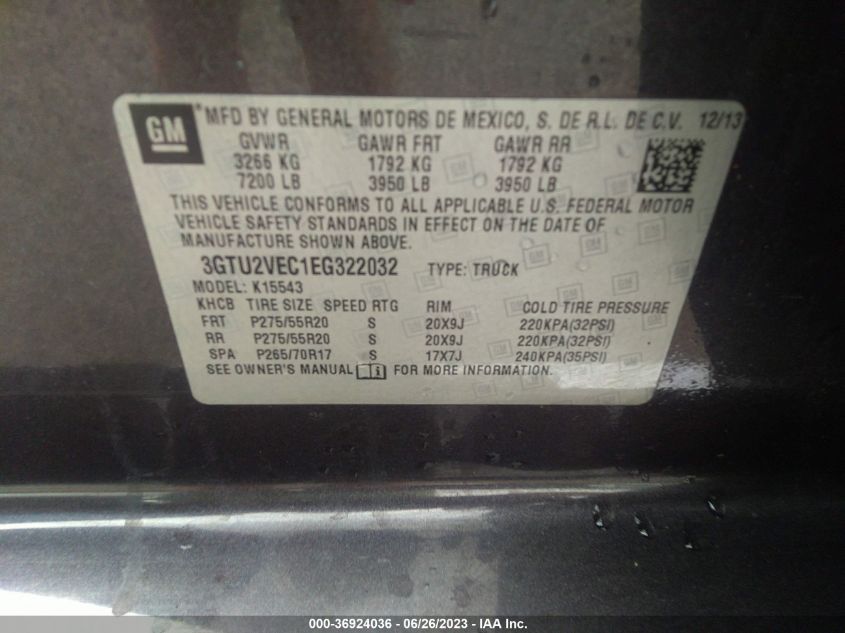 GM
*MFD BY GENERAL MOTORS DE MEXICO, S. DE R.L. DE C.V. 12/13
GVWR GAWR FRT GAWR RR
3266 KG 1792 KG 1792 KG
7200 LB 3950 LB 3950 LB
THIS VEHICLE CONFORMS TO ALL APPLICABLE U.S. FEDERAL MOTOR
VEHICLE SAFETY STANDARDS IN EFFECT ON THE DATE OF
MANUFACTURE SHOWN ABOVE.
3GTU2VEC1EG322032 TYPE: TRUCK
MODEL: K15543
KHCB TIRE SIZE SPEED RTG RIM COLD TIRE PRESSURE
FRT P275/55R20 S 20X9J 220KPA(32PSI)
RR P275/55R20 S 20X9J 220KPA(32PSI)
SPA P265/70R17 S 17X7J 240KPA(35PSI)
SEE OWNER'S MANUAL FOR MORE INFORMATION.
000-36924036 - 06/26/2023 - IAA Inc.